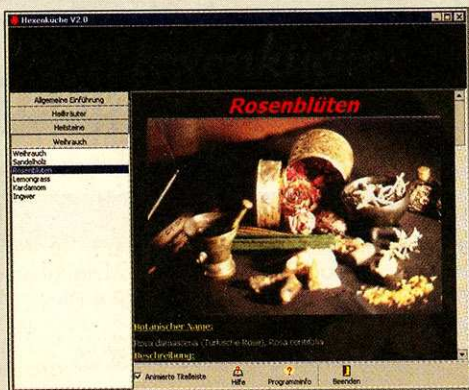 Hexenküche V2.0
Allgemeine Einführung
Heilkräuter
Heilsteine
Weihrauch
Weihrauch
Sandelholz
Rosenblüten
Lemongrass
Kardamom
Ingwer
Rosenblüten
Botanischer Name:
Rosa damascena (Türkische Rose), Rosa centifolia
Beschreibung:
Animierte Titelleiste
Hilfe
Programminfo
Beenden